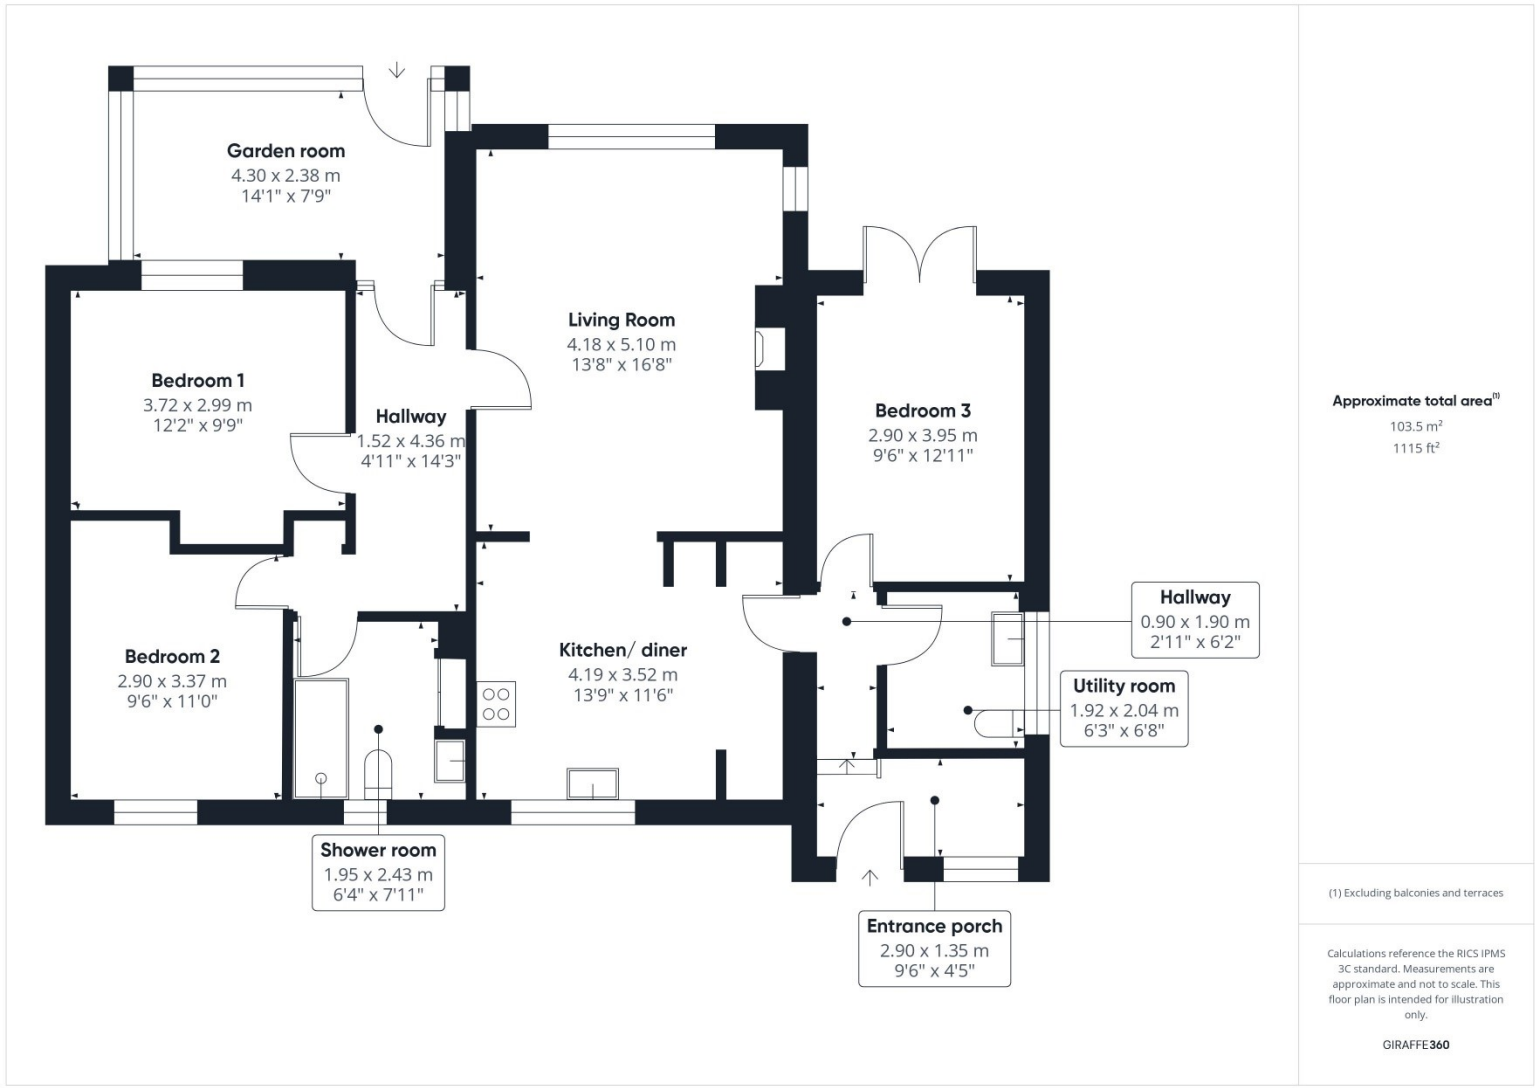 Garden room
4.30 x 2.38 m
14'1" x 7'9"
Living Room
4.18 x 5.10 m
13'8" x 16'8"
Bedroom 1
3.72 x 2.99 m
12'2" x 9'9"
Hallway
1.52 x 4.36 m
4'11" x 14'3"
Bedroom 3
2.90 x 3.95 m
9'6" x 12'11"
Hallway
0.90 x 1.90 m
2'11" x 6'2"
Bedroom 2
2.90 x 3.37 m
9'6" x 11'0"
Kitchen/ diner
4.19 x 3.52 m
13'9" x 11'6"
Utility room
1.92 x 2.04 m
6'3" x 6'8"
Shower room
1.95 x 2.43 m
6'4" x 7'11"
Entrance porch
2.90 x 1.35 m
9'6" x 4'5"
Approximate total area⁽¹⁾
103.5 m²
1115 ft²
(1) Excluding balconies and terraces
Calculations reference the RICS IPMS
3C standard. Measurements are
approximate and not to scale. This
floor plan is intended for illustration
only.
GIRAFFE360